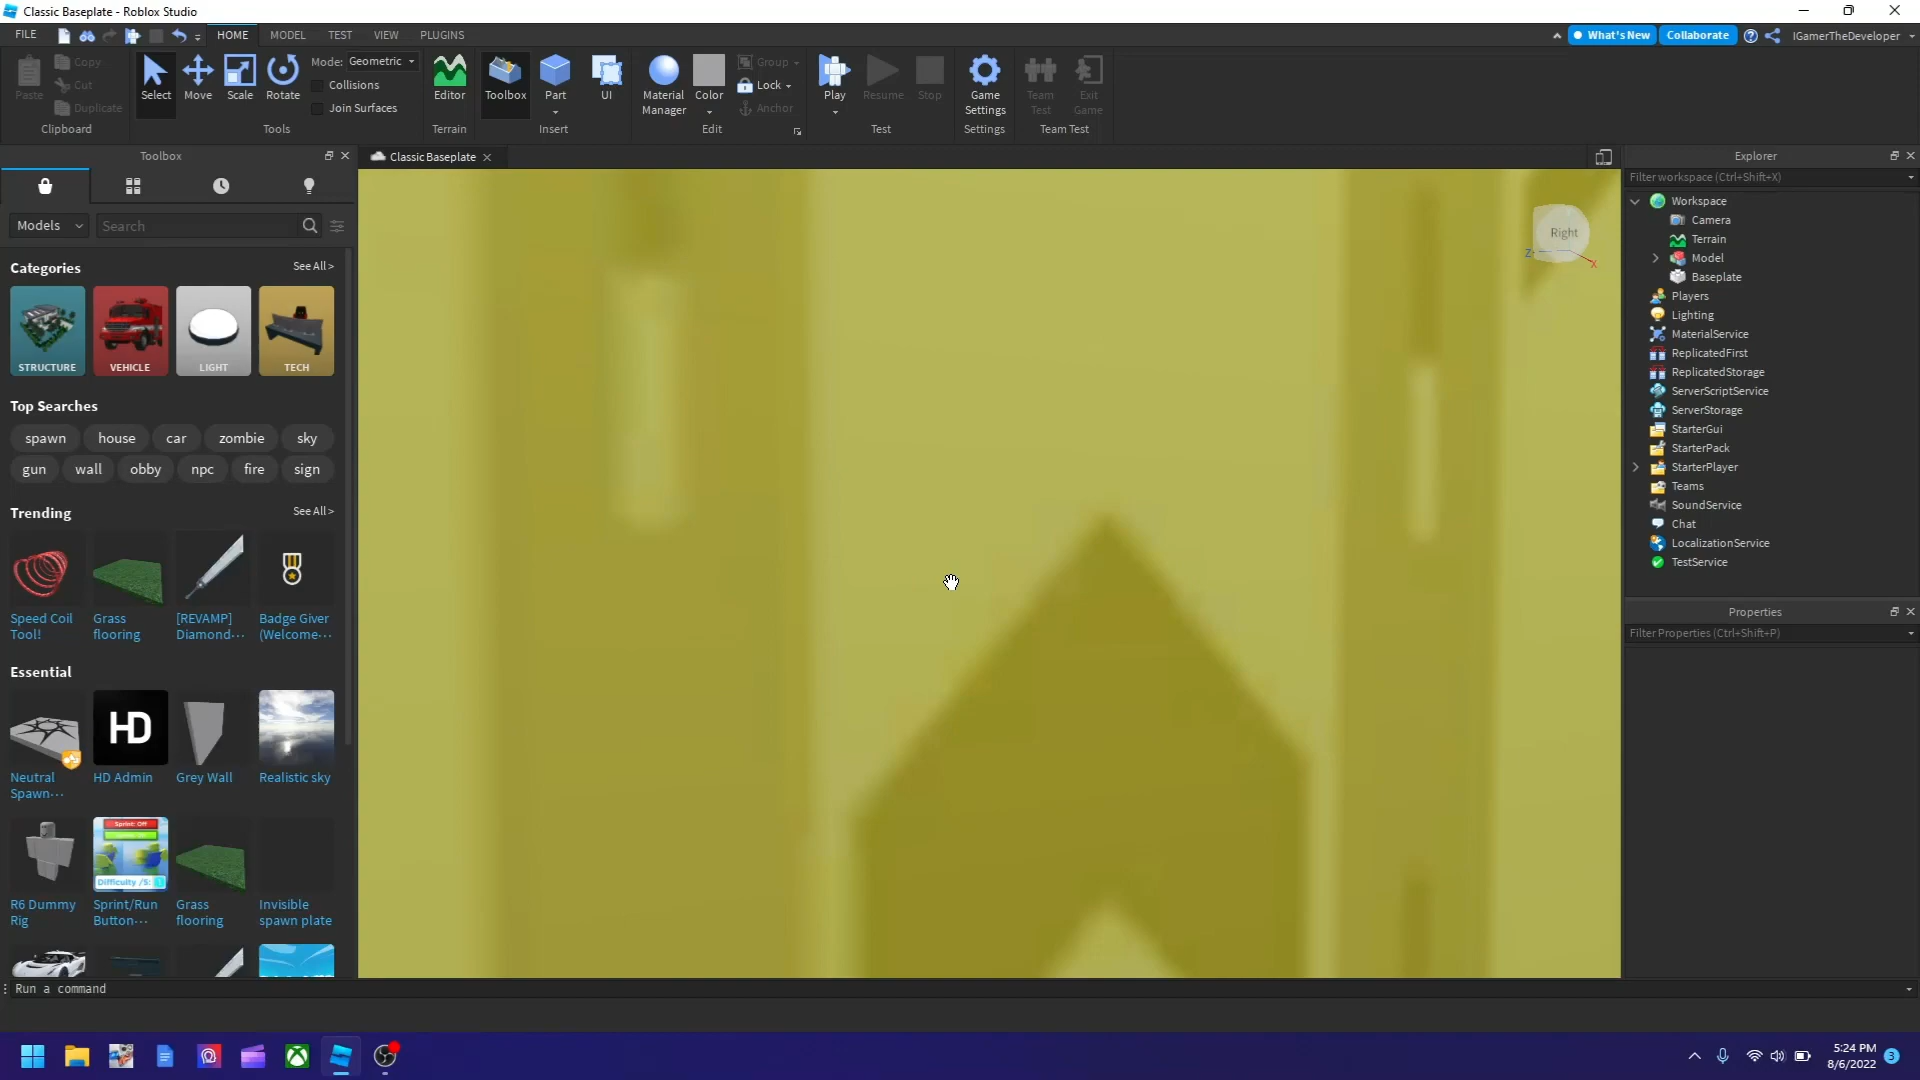 Classic Baseplate - Roblox Studio
FILE
HOME
MODEL
TEST
VIEW
PLUGINS
What's New
Collaborate
IGamerTheDeveloper
Paste
Copy
Cut
Duplicate
Clipboard
Select
Move
Scale
Rotate
Mode: Geometric
Collisions
Join Surfaces
Tools
Editor
Terrain
Toolbox
Part
UI
Insert
Material
Manager
Color
Group
Lock
Anchor
Edit
Play
Resume
Stop
Test
Game
Settings
Settings
Team
Test
Exit
Game
Team Test
Toolbox
Classic Baseplate
Models
Search
Categories
See All >
STRUCTURE
VEHICLE
LIGHT
TECH
Top Searches
spawn
house
car
zombie
sky
gun
wall
obby
npc
fire
sign
Trending
See All >
Speed Coil
Tool!
Grass
flooring
[REVAMP]
Diamond...
Badge Giver
(Welcome...
Essential
HD
Neutral
Spawn...
HD Admin
Grey Wall
Realistic sky
Sprint: Off
Difficulty /5: 1
R6 Dummy
Rig
Sprint/Run
Button...
Grass
flooring
Invisible
spawn plate
Right
Z
X
Explorer
Filter workspace (Ctrl+Shift+X)
Workspace
Camera
Terrain
Model
Baseplate
Players
Lighting
MaterialService
ReplicatedFirst
ReplicatedStorage
ServerScriptService
ServerStorage
StarterGui
StarterPack
StarterPlayer
Teams
SoundService
Chat
LocalizationService
TestService
Properties
Filter Properties (Ctrl+Shift+P)
Run a command
5:24 PM
8/6/2022
3